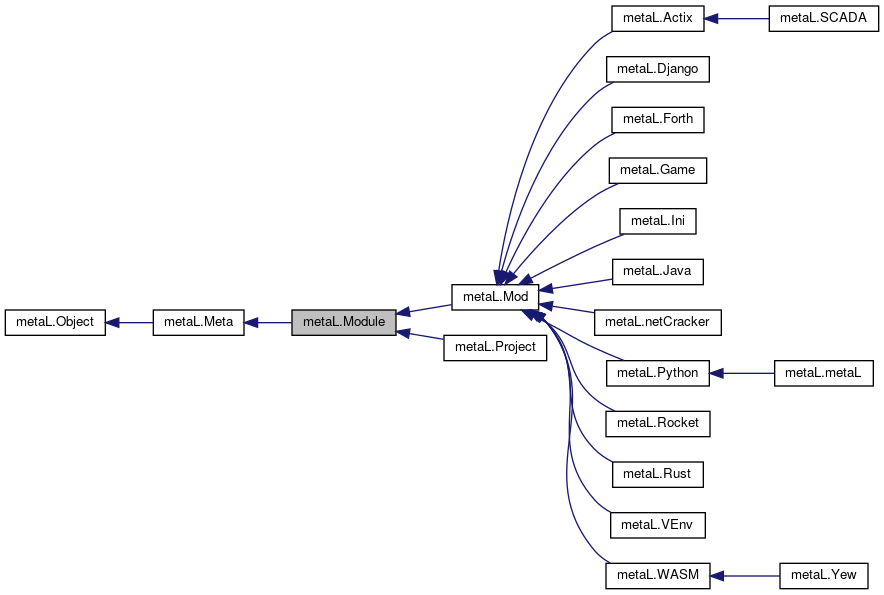 metaL.Actix
metaL.SCADA
metaL.Django
metaL.Forth
metaL.Game
metaL.Ini
metaL.Java
metaL.Mod
metaL.Object
metaL.Meta
metaL.Module
metaL.netCracker
metaL.Project
metaL.Python
metaL.metaL
metaL.Rocket
metaL.Rust
metaL.VEnv
metaL.WASM
metaL.Yew